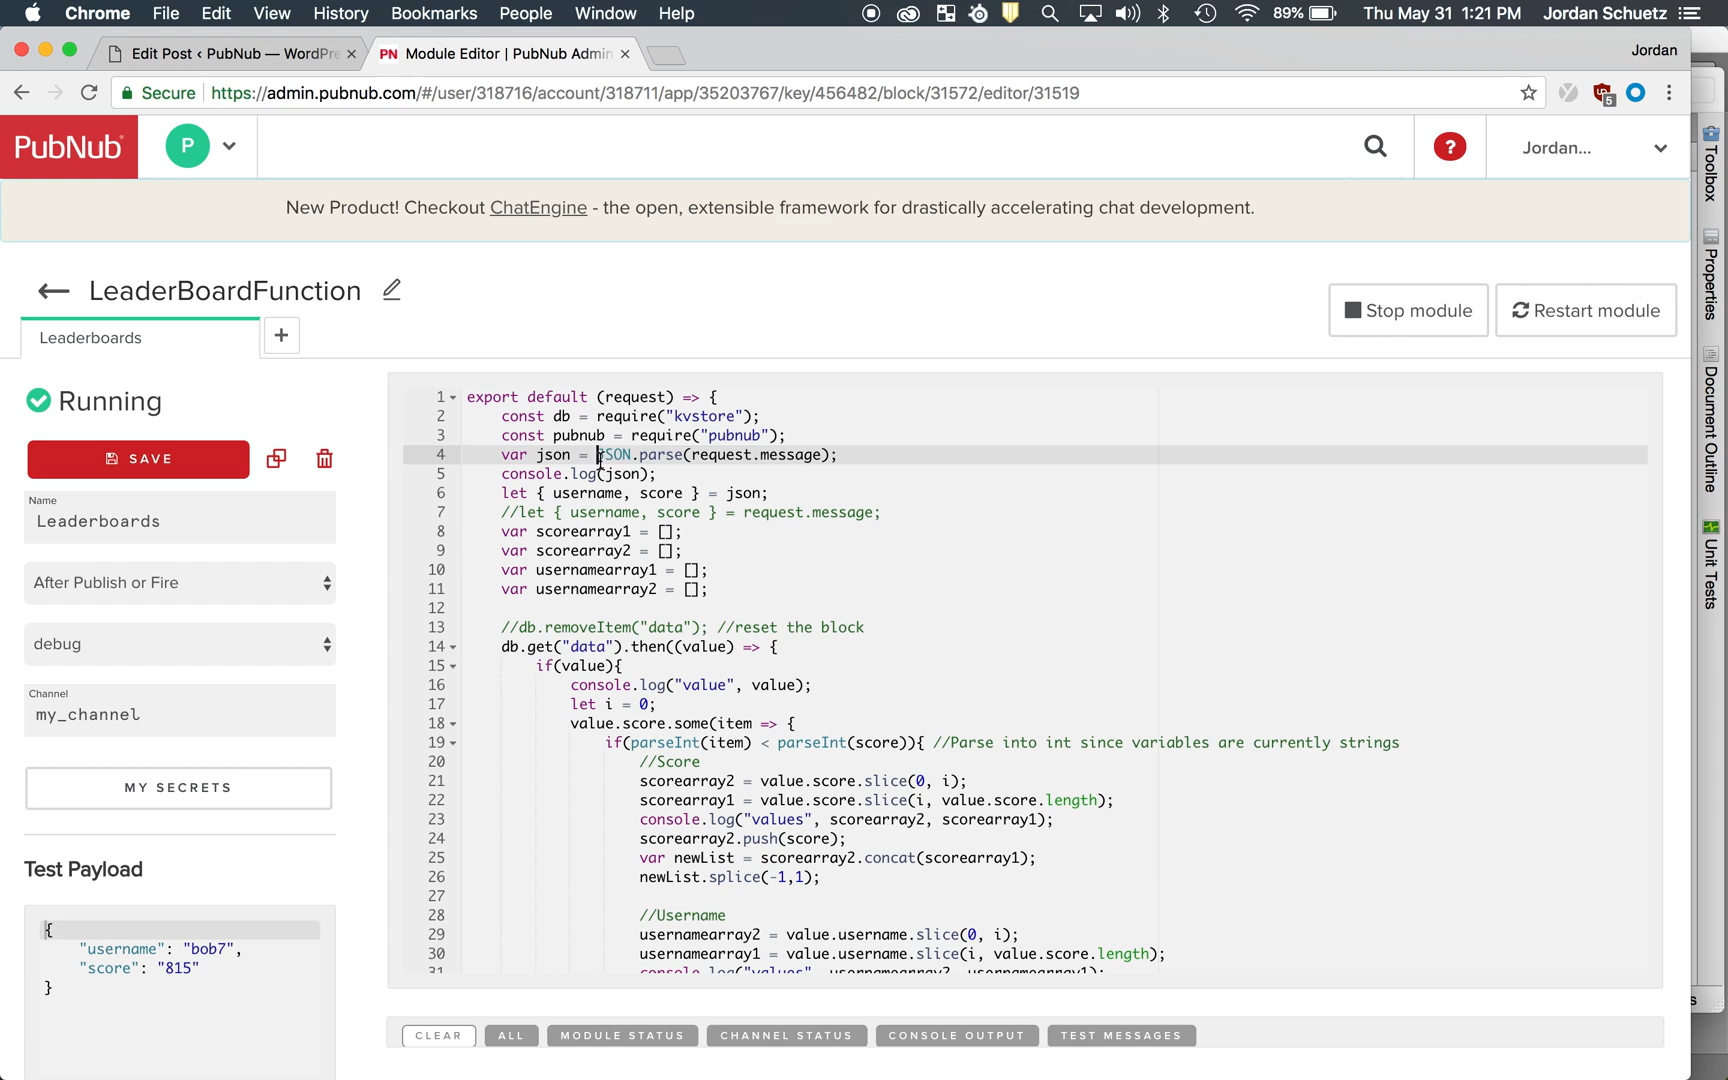 Chrome File Edit View History Bookmarks People Window Help 89% Thu May 31 1:21 PM Jordan Schuetz
Edit Post ‹ PubNub — WordPre
PN Module Editor | PubNub Admin
Jordan
Secure https://admin.pubnub.com/#/user/318716/account/318711/app/35203767/key/456482/block/31572/editor/31519
5
PubNub
P
?
Jordan...
New Product! Checkout ChatEngine - the open, extensible framework for drastically accelerating chat development.
LeaderBoardFunction
Stop module
Restart module
Leaderboards
+
Running
SAVE
Name
Leaderboards
After Publish or Fire
debug
Channel
my_channel
MY SECRETS
Test Payload
{
"username": "bob7",
"score": "815"
}
1 export default (request) => {
2 const db = require("kvstore");
3 const pubnub = require("pubnub");
4 var json = JSON.parse(request.message);
5 console.log(json);
6 let { username, score } = json;
7 //let { username, score } = request.message;
8 var scorearray1 = [];
9 var scorearray2 = [];
10 var usernamearray1 = [];
11 var usernamearray2 = [];
12
13 //db.removeItem("data"); //reset the block
14 db.get("data").then((value) => {
15 if(value){
16 console.log("value", value);
17 let i = 0;
18 value.score.some(item => {
19 if(parseInt(item) < parseInt(score)){ //Parse into int since variables are currently strings
20 //Score
21 scorearray2 = value.score.slice(0, i);
22 scorearray1 = value.score.slice(i, value.score.length);
23 console.log("values", scorearray2, scorearray1);
24 scorearray2.push(score);
25 var newList = scorearray2.concat(scorearray1);
26 newList.splice(-1,1);
27
28 //Username
29 usernamearray2 = value.username.slice(0, i);
30 usernamearray1 = value.username.slice(i, value.score.length);
31 console.log("values", usernamearray2, usernamearray1);
CLEAR ALL MODULE STATUS CHANNEL STATUS CONSOLE OUTPUT TEST MESSAGES
Toolbox
Properties
Document Outline
Unit Tests
s